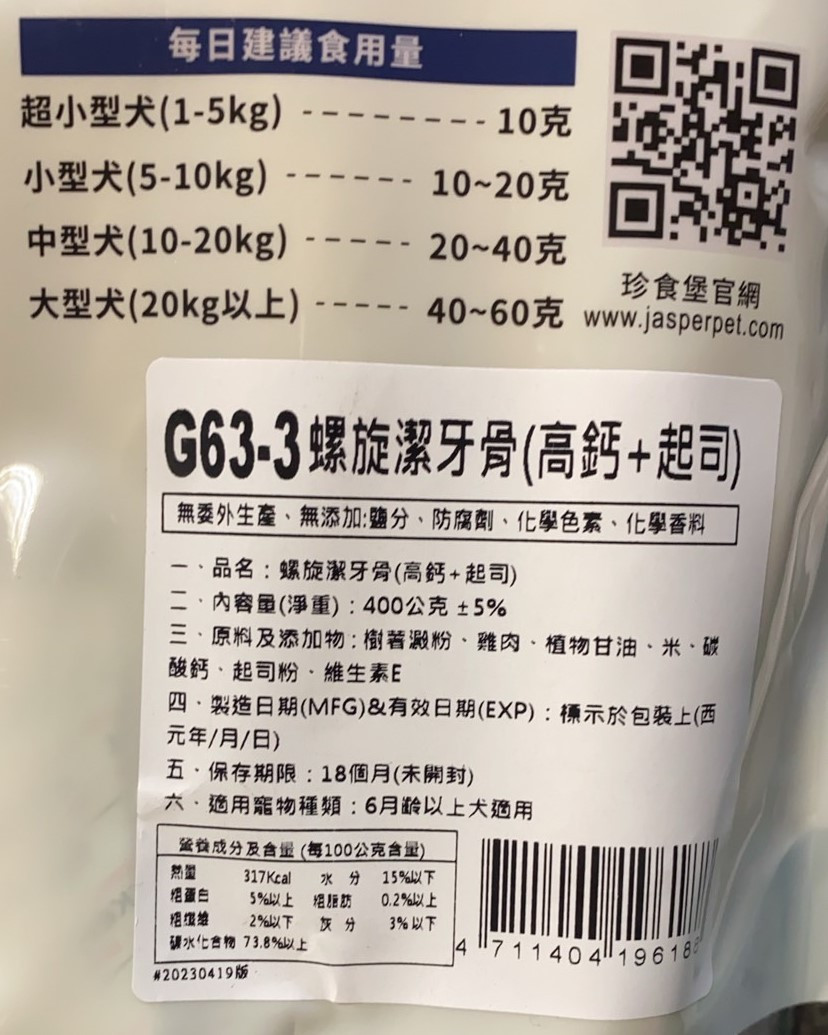 每日建議食用量
超小型犬(1-5kg) -------- 10克
小型犬(5-10kg) ------ 10~20克
中型犬(10-20kg) ----- 20~40克
大型犬(20kg以上) ----- 40~60克
珍食堡官網
www.jasperpet.com
G63-3螺旋潔牙骨(高鈣+起司)
無委外生產、無添加:鹽分、防腐劑、化學色素、化學香料
一、品名：螺旋潔牙骨(高鈣+起司)
二、內容量(淨重)：400公克±5%
三、原料及添加物：樹薯澱粉、雞肉、植物甘油、米、碳
酸鈣、起司粉、維生素E
四、製造日期(MFG)&有效日期(EXP)：標示於包裝上(西
元年/月/日)
五、保存期限：18個月(未開封)
六、適用寵物種類：6月齡以上犬適用
營養成分及含量(每100公克含量)
熱量 317Kcal 水分 15%以下
粗蛋白 5%以上 粗脂肪 0.2%以上
粗纖維 2%以下 灰分 3%以下
碳水化合物 73.8%以上
4 711404 19618
#20230419版